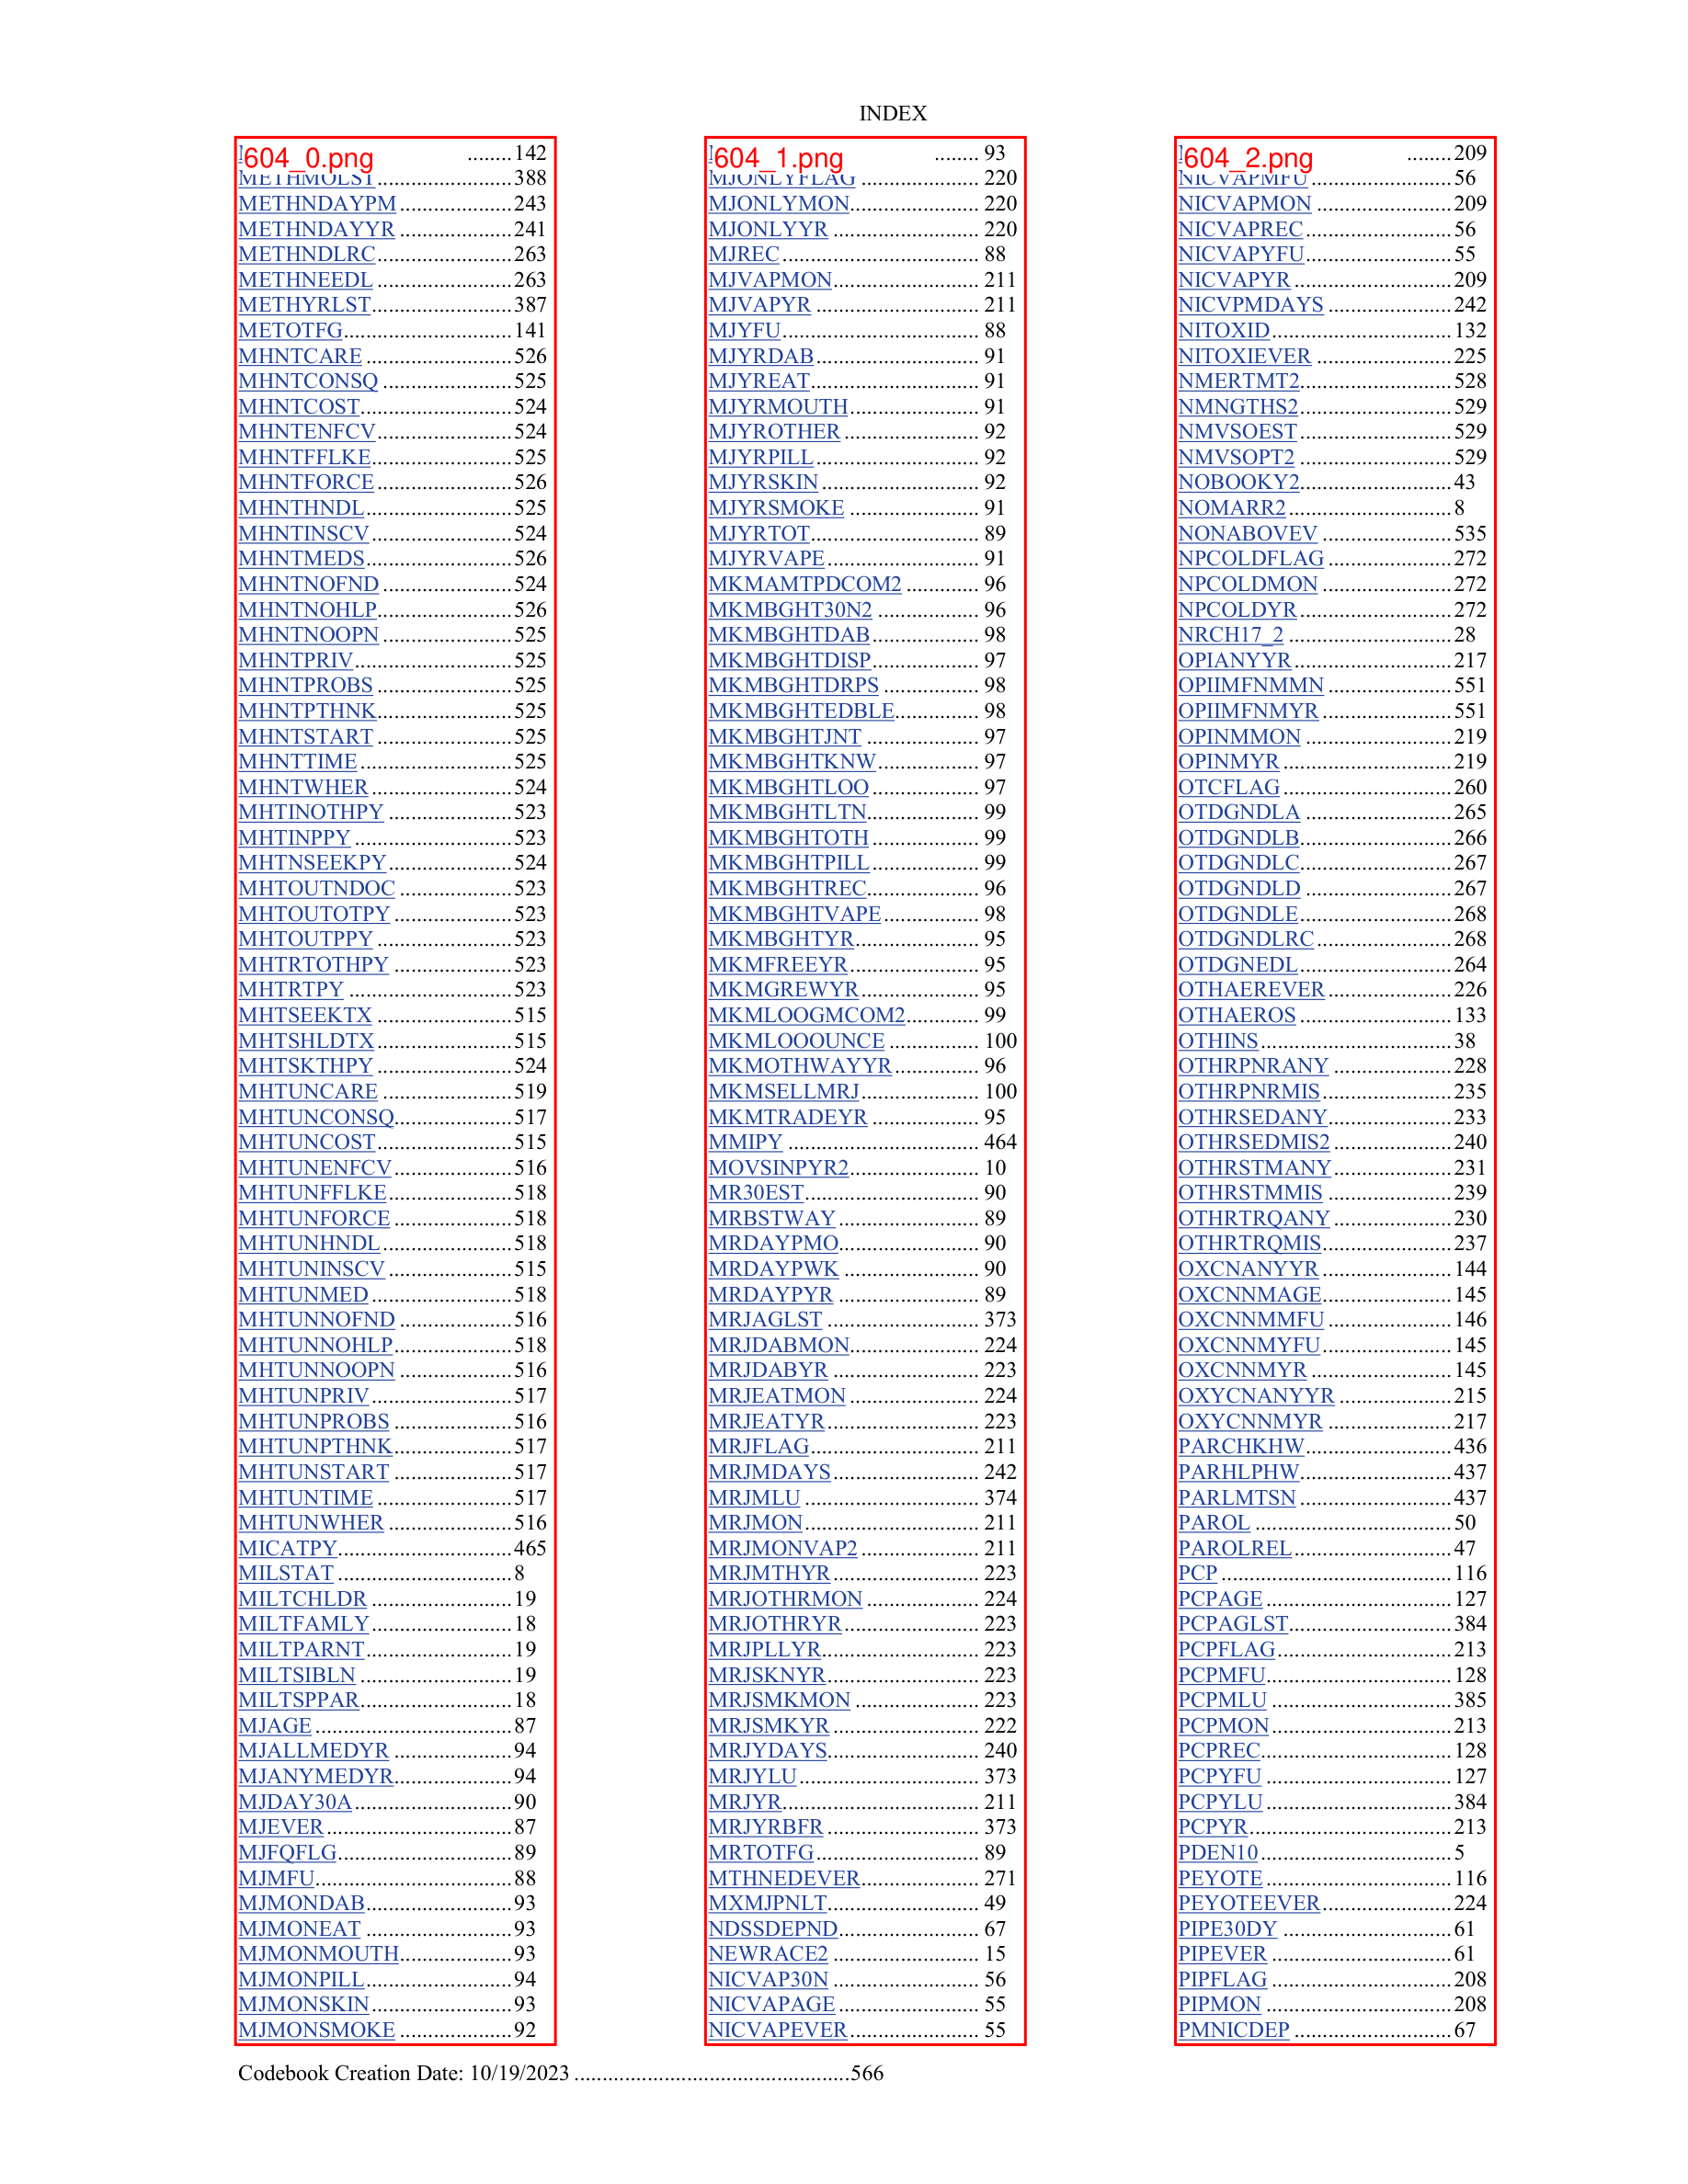 INDEX
604_0.png ........142
METHMOLST........................388
METHNDAYPM....................243
METHNDAYYR ....................241
METHNDLRC........................263
METHNEEDL ........................263
METHYRLST.........................387
METOTFG..............................141
MHNTCARE ..........................526
MHNTCONSQ .......................525
MHNTCOST...........................524
MHNTENFCV........................524
MHNTFFLKE.........................525
MHNTFORCE ........................526
MHNTHNDL..........................525
MHNTINSCV .........................524
MHNTMEDS..........................526
MHNTNOFND .......................524
MHNTNOHLP........................526
MHNTNOOPN .......................525
MHNTPRIV............................525
MHNTPROBS ........................525
MHNTPTHNK........................525
MHNTSTART ........................525
MHNTTIME ...........................525
MHNTWHER .........................524
MHTINOTHPY ......................523
MHTINPPY ............................523
MHTNSEEKPY......................524
MHTOUTNDOC ....................523
MHTOUTOTPY .....................523
MHTOUTPPY ........................523
MHTRTOTHPY .....................523
MHTRTPY .............................523
MHTSEEKTX ........................515
MHTSHLDTX ........................515
MHTSKTHPY ........................524
MHTUNCARE .......................519
MHTUNCONSQ.....................517
MHTUNCOST........................515
MHTUNENFCV.....................516
MHTUNFFLKE......................518
MHTUNFORCE .....................518
MHTUNHNDL.......................518
MHTUNINSCV ......................515
MHTUNMED .........................518
MHTUNNOFND ....................516
MHTUNNOHLP.....................518
MHTUNNOOPN ....................516
MHTUNPRIV.........................517
MHTUNPROBS .....................516
MHTUNPTHNK.....................517
MHTUNSTART .....................517
MHTUNTIME ........................517
MHTUNWHER ......................516
MICATPY...............................465
MILSTAT ...............................8
MILTCHLDR .........................19
MILTFAMLY .........................18
MILTPARNT..........................19
MILTSIBLN ...........................19
MILTSPPAR...........................18
MJAGE ...................................87
MJALLMEDYR .....................94
MJANYMEDYR.....................94
MJDAY30A ............................90
MJEVER .................................87
MJFQFLG...............................89
MJMFU...................................88
MJMONDAB..........................93
MJMONEAT ..........................93
MJMONMOUTH....................93
MJMONPILL..........................94
MJMONSKIN.........................93
MJMONSMOKE ....................92
604_1.png ........ 93
MJONLYFLAG ..................... 220
MJONLYMON....................... 220
MJONLYYR .......................... 220
MJREC ................................... 88
MJVAPMON.......................... 211
MJVAPYR ............................. 211
MJYFU................................... 88
MJYRDAB............................. 91
MJYREAT.............................. 91
MJYRMOUTH....................... 91
MJYROTHER ........................ 92
MJYRPILL............................. 92
MJYRSKIN ............................ 92
MJYRSMOKE ....................... 91
MJYRTOT.............................. 89
MJYRVAPE........................... 91
MKMAMTPDCOM2 ............. 96
MKMBGHT30N2 .................. 96
MKMBGHTDAB................... 98
MKMBGHTDISP................... 97
MKMBGHTDRPS ................. 98
MKMBGHTEDBLE............... 98
MKMBGHTJNT .................... 97
MKMBGHTKNW.................. 97
MKMBGHTLOO ................... 97
MKMBGHTLTN.................... 99
MKMBGHTOTH ................... 99
MKMBGHTPILL................... 99
MKMBGHTREC.................... 96
MKMBGHTVAPE................. 98
MKMBGHTYR...................... 95
MKMFREEYR....................... 95
MKMGREWYR..................... 95
MKMLOOGMCOM2............. 99
MKMLOOOUNCE ................ 100
MKMOTHWAYYR............... 96
MKMSELLMRJ..................... 100
MKMTRADEYR ................... 95
MMIPY .................................. 464
MOVSINPYR2....................... 10
MR30EST............................... 90
MRBSTWAY ......................... 89
MRDAYPMO......................... 90
MRDAYPWK ........................ 90
MRDAYPYR ......................... 89
MRJAGLST ........................... 373
MRJDABMON....................... 224
MRJDABYR .......................... 223
MRJEATMON ....................... 224
MRJEATYR........................... 223
MRJFLAG.............................. 211
MRJMDAYS.......................... 242
MRJMLU ............................... 374
MRJMON............................... 211
MRJMONVAP2 ..................... 211
MRJMTHYR .......................... 223
MRJOTHRMON .................... 224
MRJOTHRYR........................ 223
MRJPLLYR............................ 223
MRJSKNYR........................... 223
MRJSMKMON ...................... 223
MRJSMKYR .......................... 222
MRJYDAYS........................... 240
MRJYLU ................................ 373
MRJYR................................... 211
MRJYRBFR ........................... 373
MRTOTFG............................. 89
MTHNEDEVER..................... 271
MXMJPNLT........................... 49
NDSSDEPND......................... 67
NEWRACE2 .......................... 15
NICVAP30N .......................... 56
NICVAPAGE ......................... 55
NICVAPEVER....................... 55
604_2.png ........209
NICVAPMFU.........................56
NICVAPMON ........................209
NICVAPREC..........................56
NICVAPYFU..........................55
NICVAPYR ............................209
NICVPMDAYS ......................242
NITOXID................................132
NITOXIEVER ........................225
NMERTMT2...........................528
NMNGTHS2...........................529
NMVSOEST ...........................529
NMVSOPT2 ...........................529
NOBOOKY2...........................43
NOMARR2 .............................8
NONABOVEV .......................535
NPCOLDFLAG ......................272
NPCOLDMON .......................272
NPCOLDYR...........................272
NRCH17_2 .............................28
OPIANYYR............................217
OPIIMFNMMN ......................551
OPIIMFNMYR .......................551
OPINMMON ..........................219
OPINMYR ..............................219
OTCFLAG ..............................260
OTDGNDLA ..........................265
OTDGNDLB...........................266
OTDGNDLC...........................267
OTDGNDLD ..........................267
OTDGNDLE...........................268
OTDGNDLRC ........................268
OTDGNEDL...........................264
OTHAEREVER ......................226
OTHAEROS ...........................133
OTHINS..................................38
OTHRPNRANY .....................228
OTHRPNRMIS.......................235
OTHRSEDANY......................233
OTHRSEDMIS2 .....................240
OTHRSTMANY.....................231
OTHRSTMMIS ......................239
OTHRTRQANY .....................230
OTHRTRQMIS.......................237
OXCNANYYR .......................144
OXCNNMAGE.......................145
OXCNNMMFU ......................146
OXCNNMYFU.......................145
OXCNNMYR .........................145
OXYCNANYYR ....................215
OXYCNNMYR ......................217
PARCHKHW..........................436
PARHLPHW...........................437
PARLMTSN ...........................437
PAROL ...................................50
PAROLREL............................47
PCP .........................................116
PCPAGE .................................127
PCPAGLST.............................384
PCPFLAG...............................213
PCPMFU.................................128
PCPMLU ................................385
PCPMON................................213
PCPREC..................................128
PCPYFU .................................127
PCPYLU .................................384
PCPYR....................................213
PDEN10 ..................................5
PEYOTE .................................116
PEYOTEEVER.......................224
PIPE30DY ..............................61
PIPEVER ................................61
PIPFLAG ................................208
PIPMON .................................208
PMNICDEP ............................67
Codebook Creation Date: 10/19/2023 .................................................566